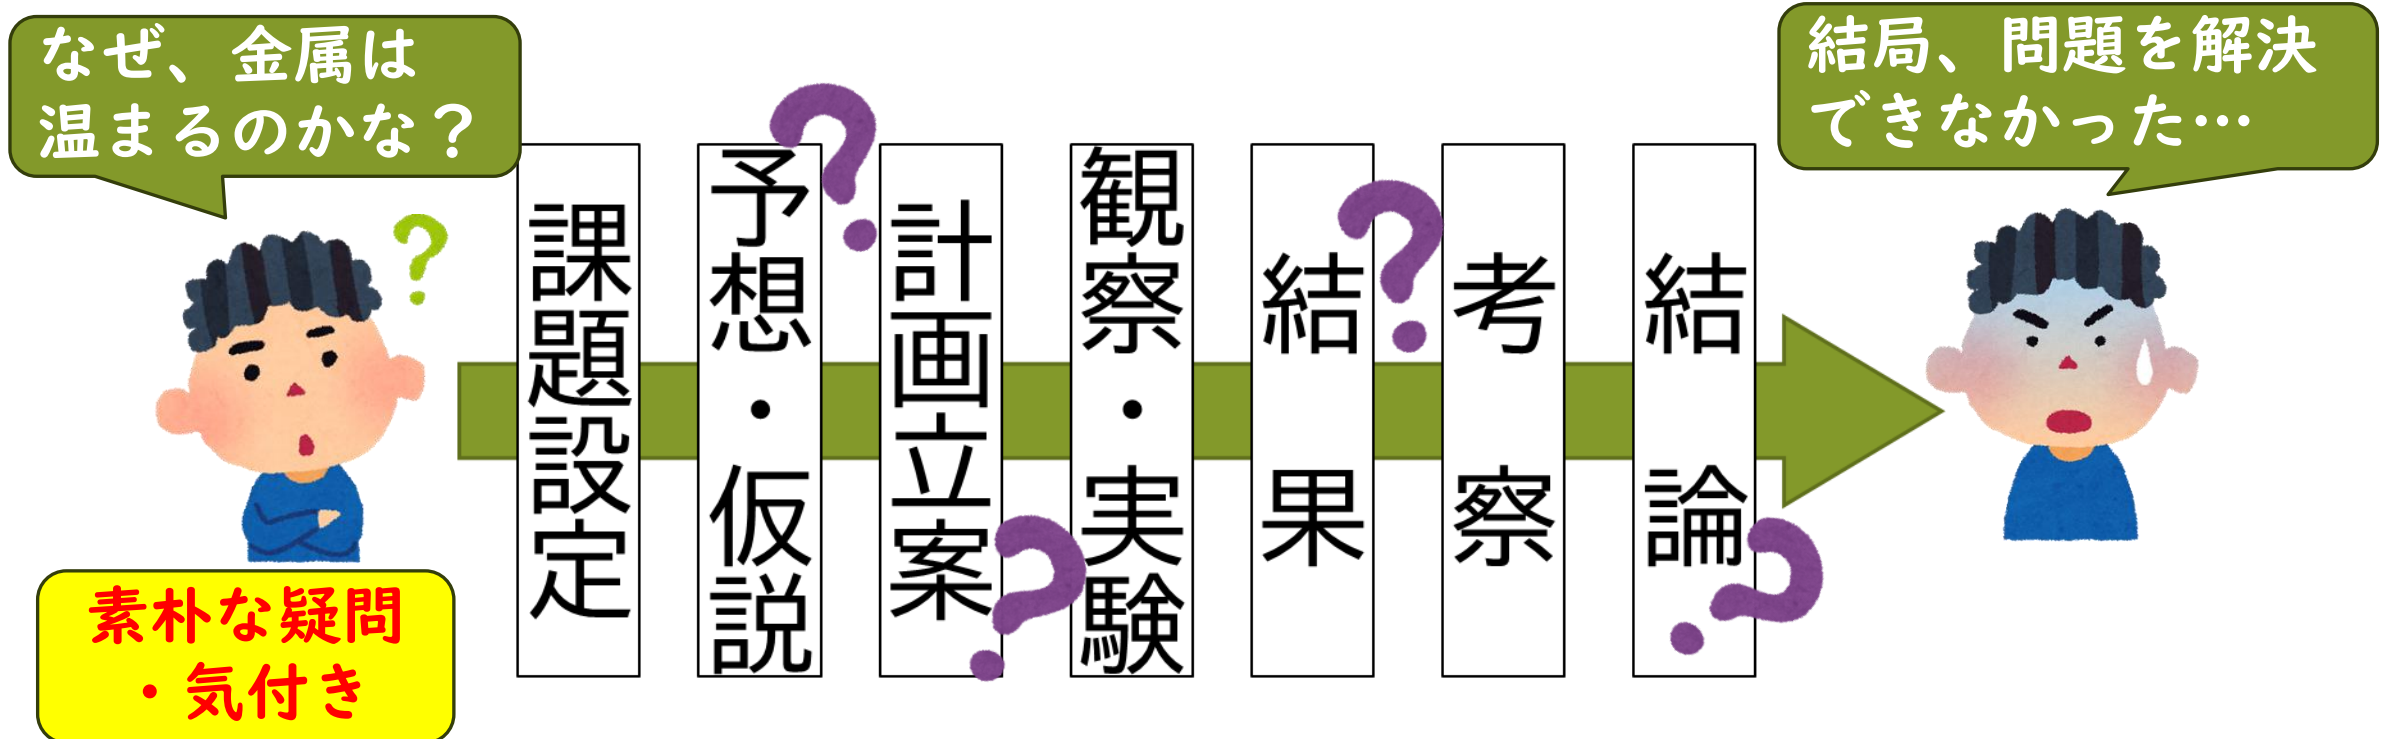 なぜ、金属は
温まるのかな？
素朴な疑問
・気付き
課題設定
予想・仮説
計画立案
観察・実験
結果
考察
結論
結局、問題を解決
できなかった…